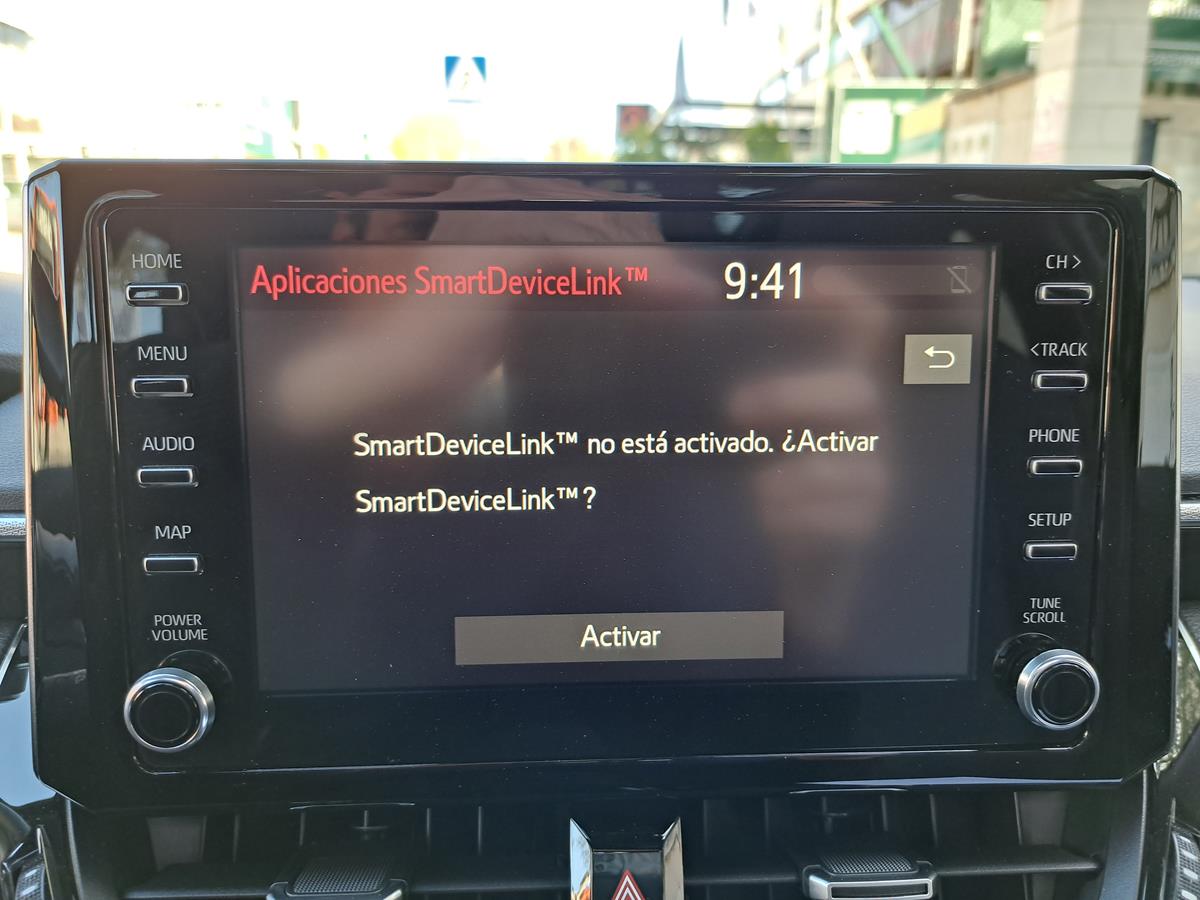 HOME
MENU
AUDIO
MAP
POWER
VOLUME
Aplicaciones SmartDeviceLink™
9:41
SmartDeviceLink™ no está activado. ¿Activar
SmartDeviceLink™?
Activar
CH >
<TRACK
PHONE
SETUP
TUNE
SCROLL